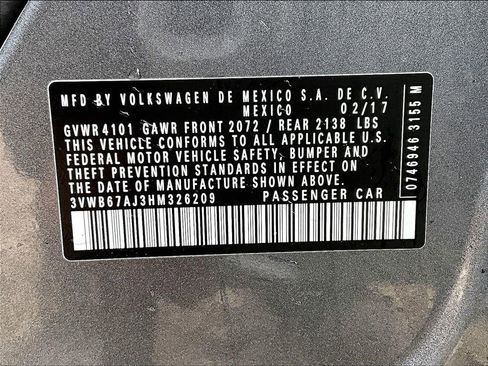 MFD BY VOLKSWAGEN DE MEXICO S.A. DE C.V.
MEXICO 02/17
GVWR 4101 GAWR FRONT 2072 / REAR 2138 LBS
THIS VEHICLE CONFORMS TO ALL APPLICABLE U.S.
FEDERAL MOTOR VEHICLE SAFETY, BUMPER AND
THEFT PREVENTION STANDARDS IN EFFECT ON
THE DATE OF MANUFACTURE SHOWN ABOVE.
3VWB67AJ3HM326209 PASSENGER CAR
0746946 3155 M